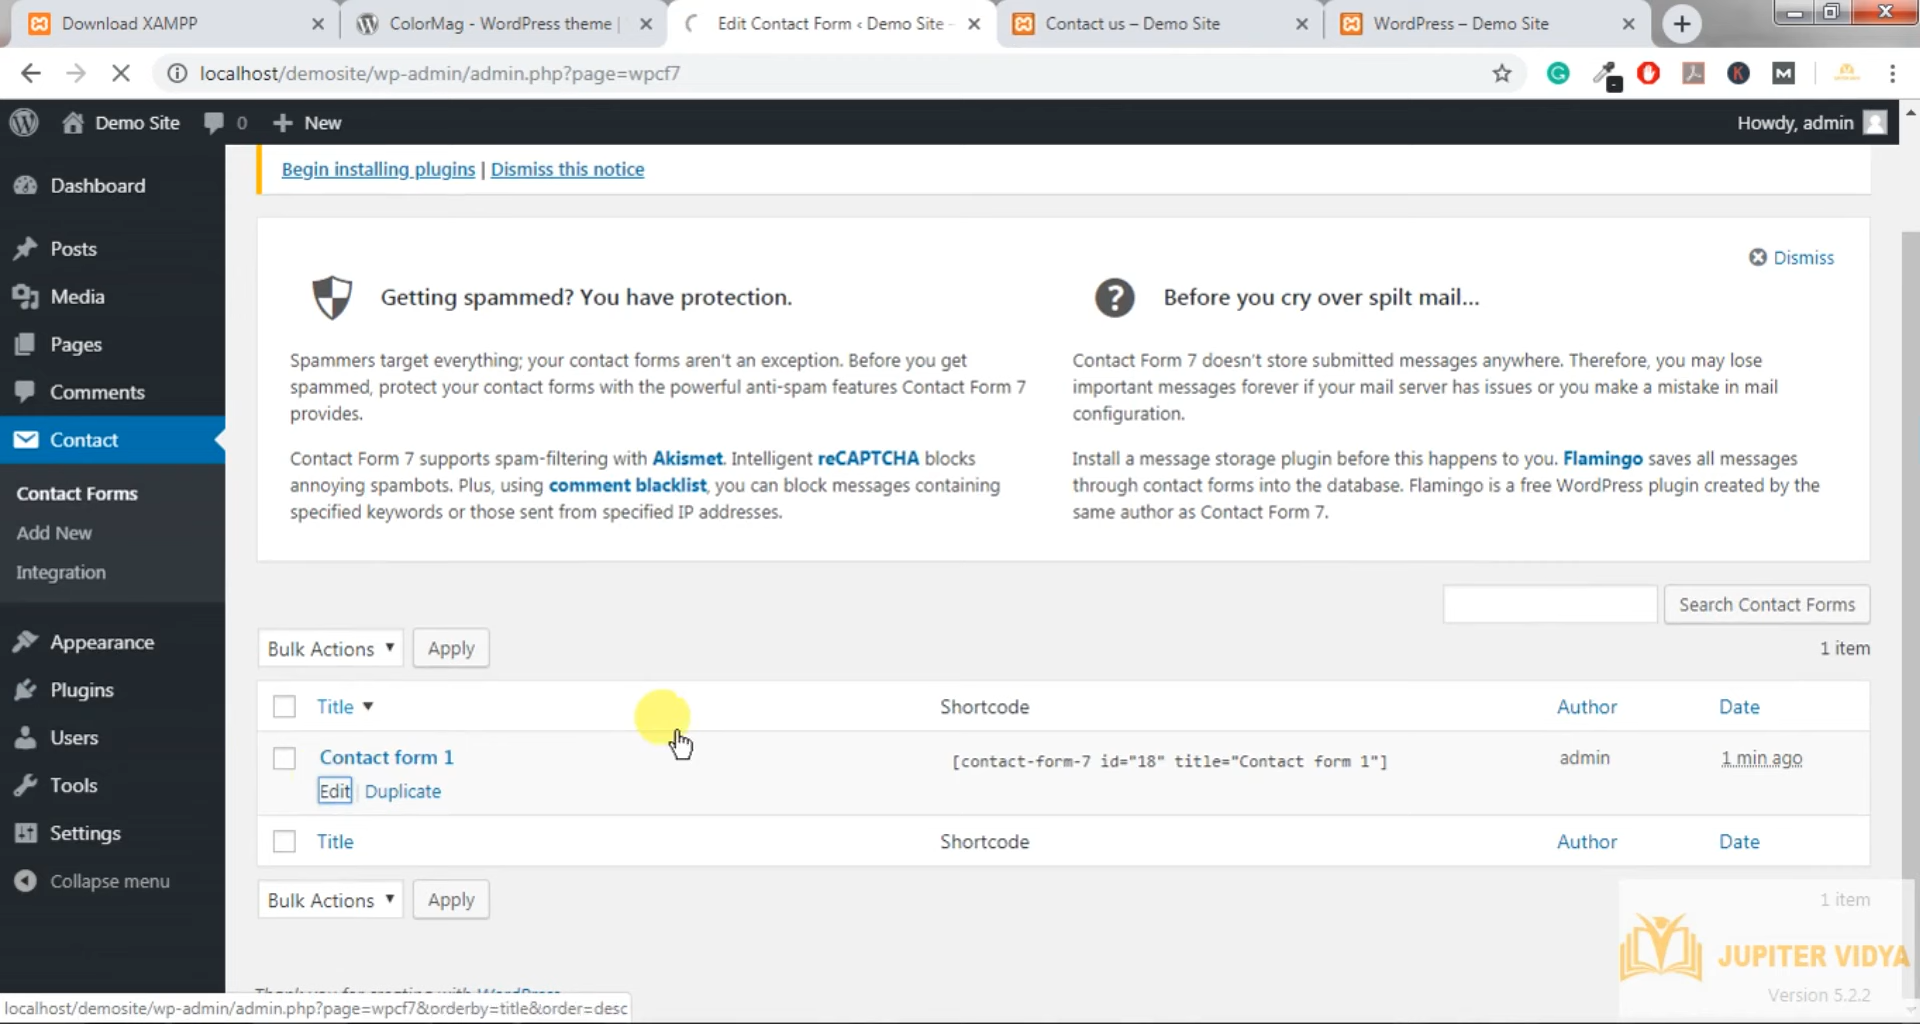 Download XAMPP
ColorMag - WordPress theme |
Edit Contact Form ‹ Demo Site -
Contact us – Demo Site
WordPress – Demo Site
localhost/demosite/wp-admin/admin.php?page=wpcf7
Demo Site
0
New
Howdy, admin
Begin installing plugins | Dismiss this notice
Dashboard
Posts
Media
Pages
Comments
Contact
Contact Forms
Add New
Integration
Appearance
Plugins
Users
Tools
Settings
Collapse menu
Dismiss
Getting spammed? You have protection.
Spammers target everything; your contact forms aren't an exception. Before you get
spammed, protect your contact forms with the powerful anti-spam features Contact Form 7
provides.
Contact Form 7 supports spam-filtering with Akismet. Intelligent reCAPTCHA blocks
annoying spambots. Plus, using comment blacklist, you can block messages containing
specified keywords or those sent from specified IP addresses.
Before you cry over spilt mail...
Contact Form 7 doesn't store submitted messages anywhere. Therefore, you may lose
important messages forever if your mail server has issues or you make a mistake in mail
configuration.
Install a message storage plugin before this happens to you. Flamingo saves all messages
through contact forms into the database. Flamingo is a free WordPress plugin created by the
same author as Contact Form 7.
Search Contact Forms
Bulk Actions
Apply
1 item
Title
Shortcode
Author
Date
Contact form 1
[contact-form-7 id="18" title="Contact form 1"]
admin
1 min ago
Edit | Duplicate
Title
Shortcode
Author
Date
Bulk Actions
Apply
1 item
JUPITER VIDYA
Thank you for creating with WordPress
Version 5.2.2
localhost/demosite/wp-admin/admin.php?page=wpcf7&orderby=title&order=desc